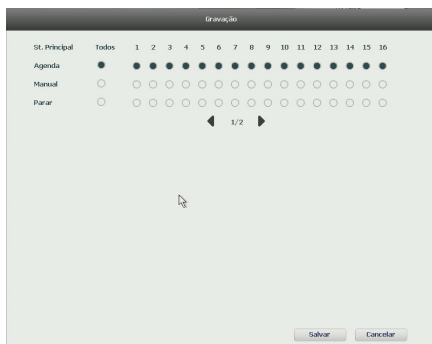 Gravação
St. Principal Todos 1 2 3 4 5 6 7 8 9 10 11 12 13 14 15 16
Agenda
Manual
Parar
1/2
Salvar Cancelar